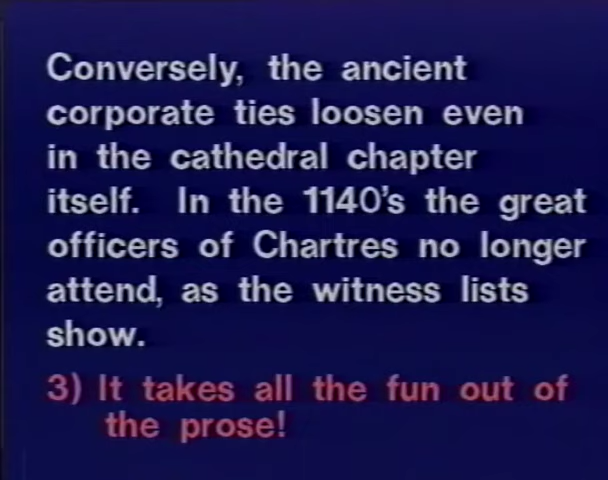 Conversely, the ancient
corporate ties loosen even
in the cathedral chapter
itself. In the 1140's the great
officers of Chartres no longer
attend, as the witness lists
show.
3) It takes all the fun out of
the prose!